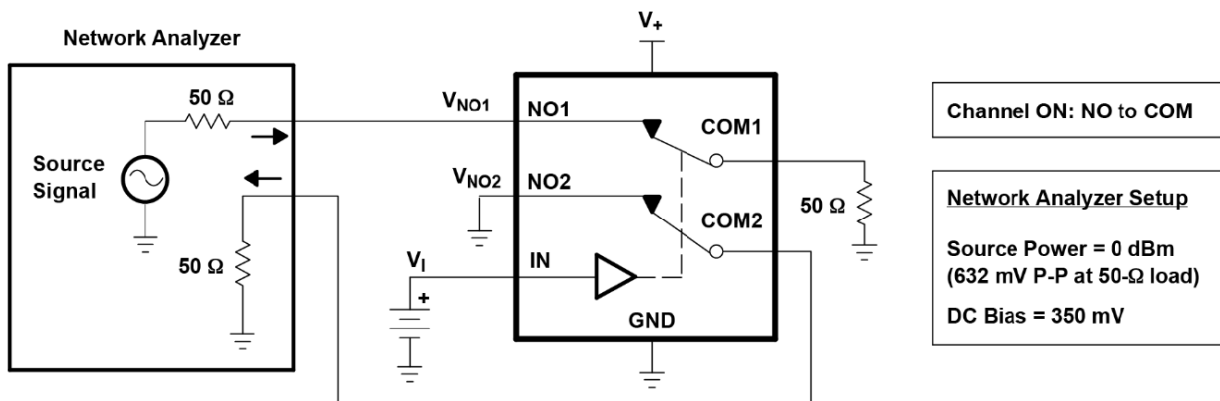 Network Analyzer
50 Ω
Source
Signal
50 Ω
V+
VNO1
NO1
COM1
VNO2
NO2
COM2
50 Ω
VI
IN
+
GND
Channel ON: NO to COM
Network Analyzer Setup
Source Power = 0 dBm
(632 mV P-P at 50-Ω load)
DC Bias = 350 mV